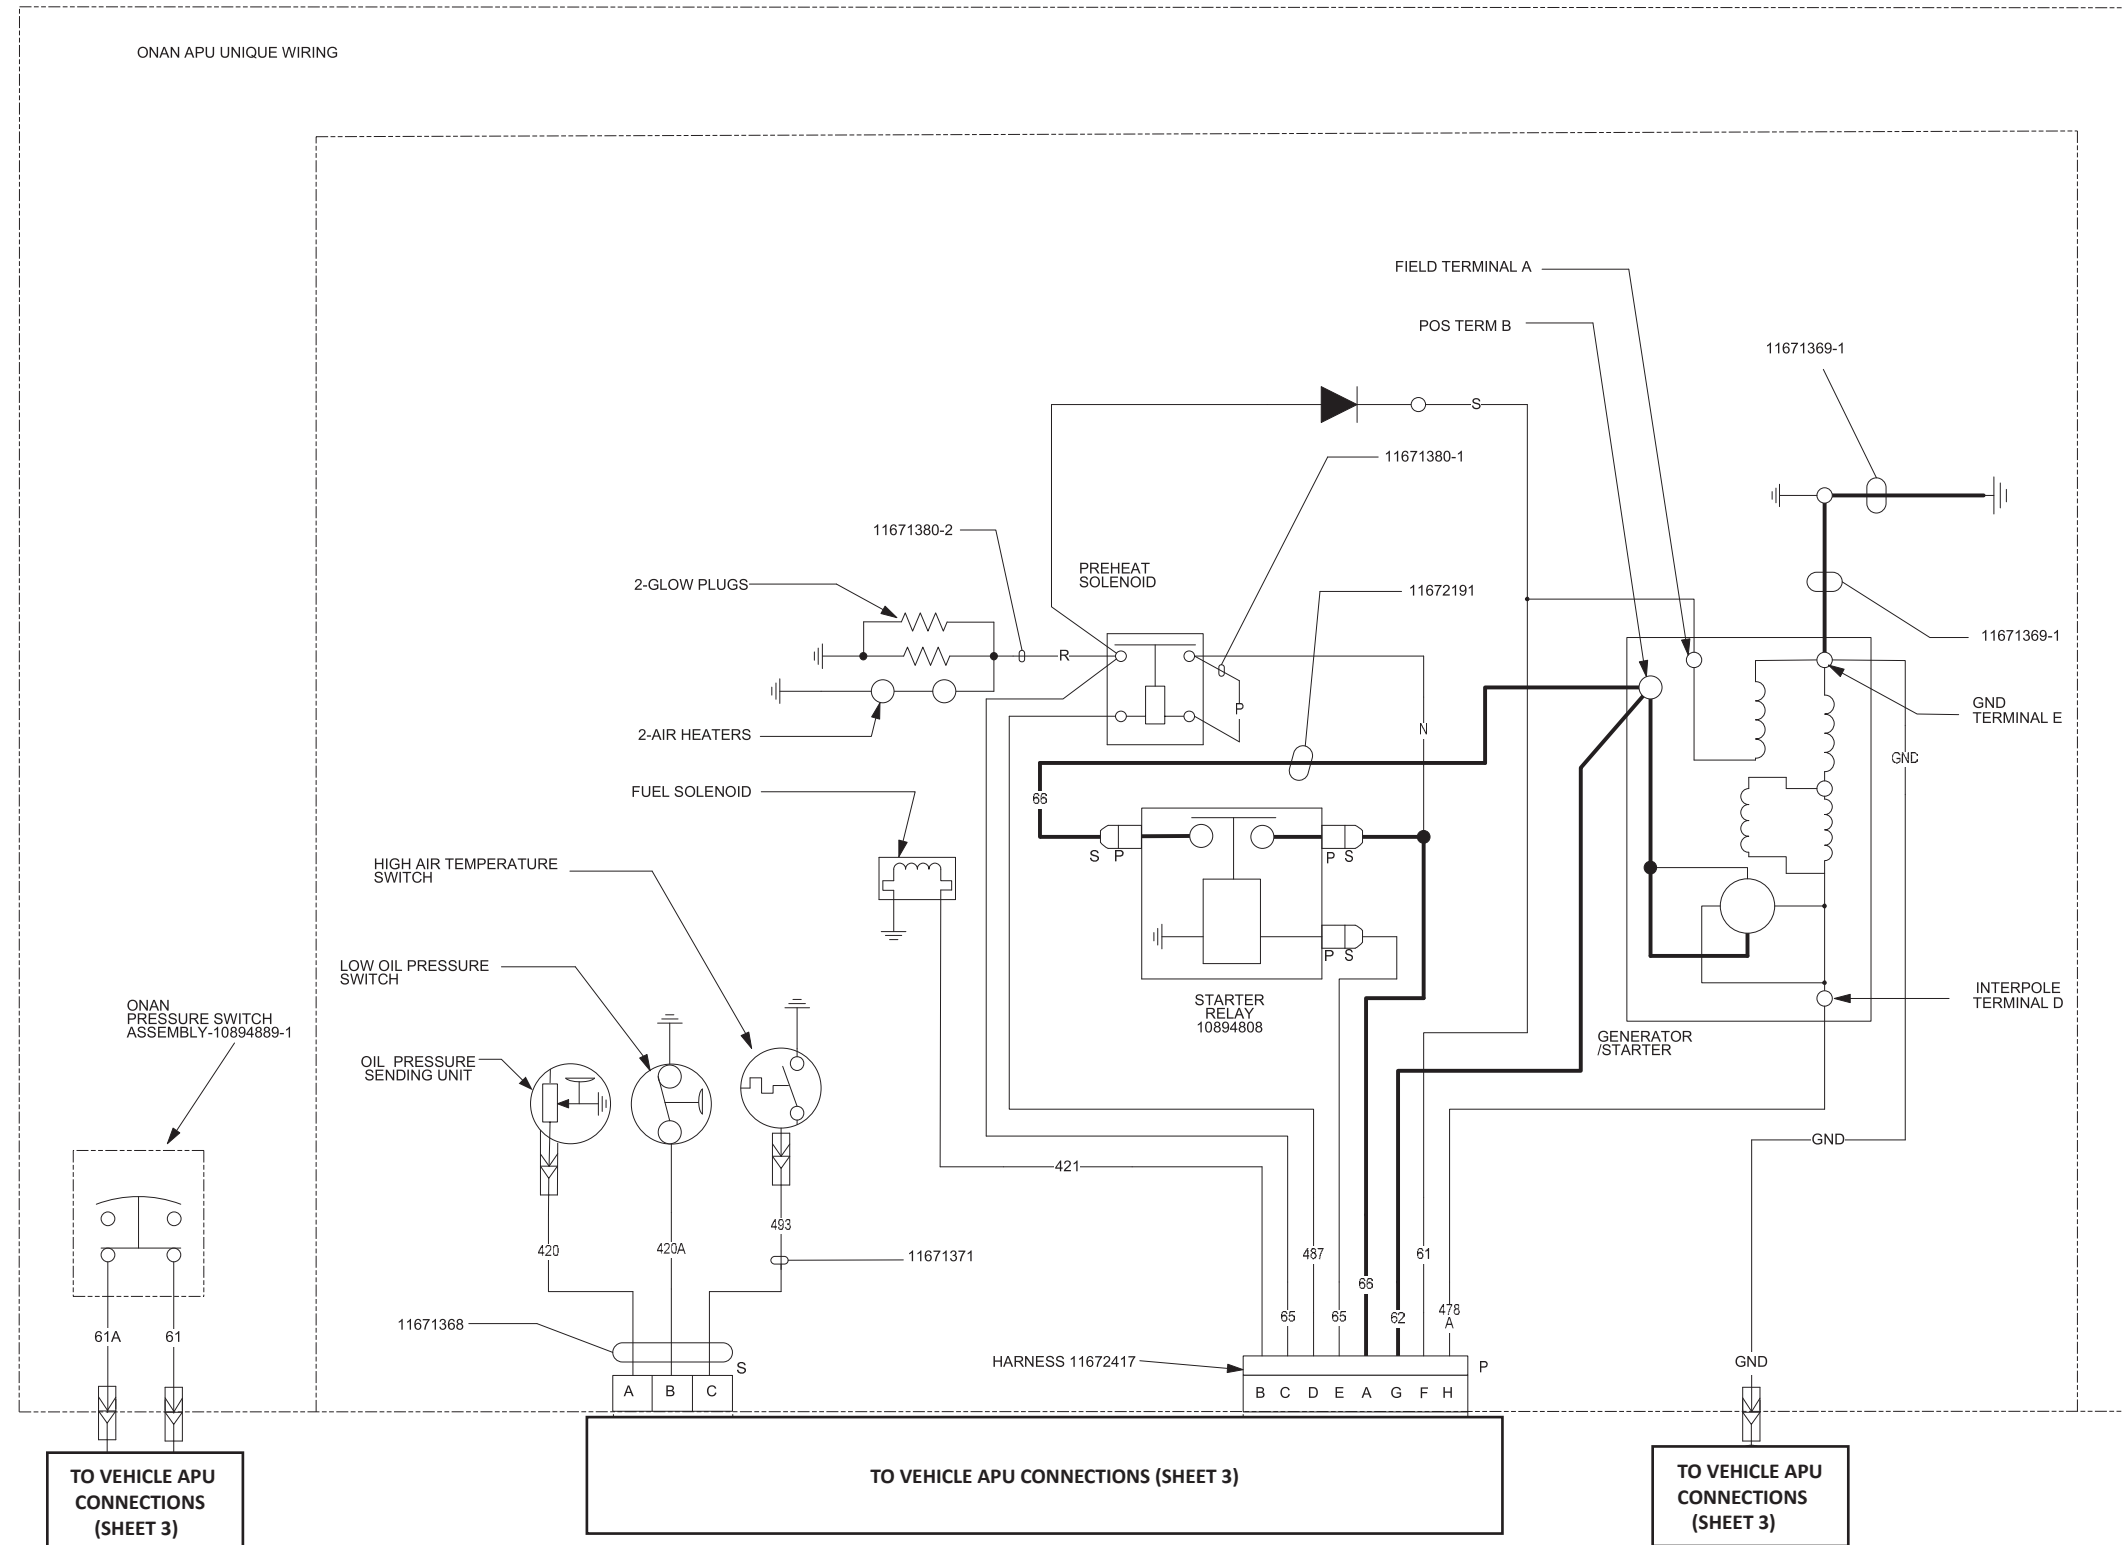 ONAN APU UNIQUE WIRING
FIELD TERMINAL A
POS TERM B
11671369-1
S
11671380-1
11671380-2
PREHEAT
SOLENOID
2-GLOW PLUGS
11672191
R
11671369-1
P
N
GND
TERMINAL E
2-AIR HEATERS
GND
FUEL SOLENOID
66
HIGH AIR TEMPERATURE
SWITCH
S P
P S
P S
LOW OIL PRESSURE
SWITCH
STARTER
RELAY
10894808
INTERPOLE
TERMINAL D
ONAN
PRESSURE SWITCH
ASSEMBLY-10894889-1
GENERATOR
/STARTER
OIL PRESSURE
SENDING UNIT
GND
421
493
420
420A
11671371
487
61
66
65
65
62
478
A
61A
61
11671368
S
HARNESS 11672417
P
GND
A B C
B C D E A G F H
TO VEHICLE APU
CONNECTIONS
(SHEET 3)
TO VEHICLE APU CONNECTIONS (SHEET 3)
TO VEHICLE APU
CONNECTIONS
(SHEET 3)